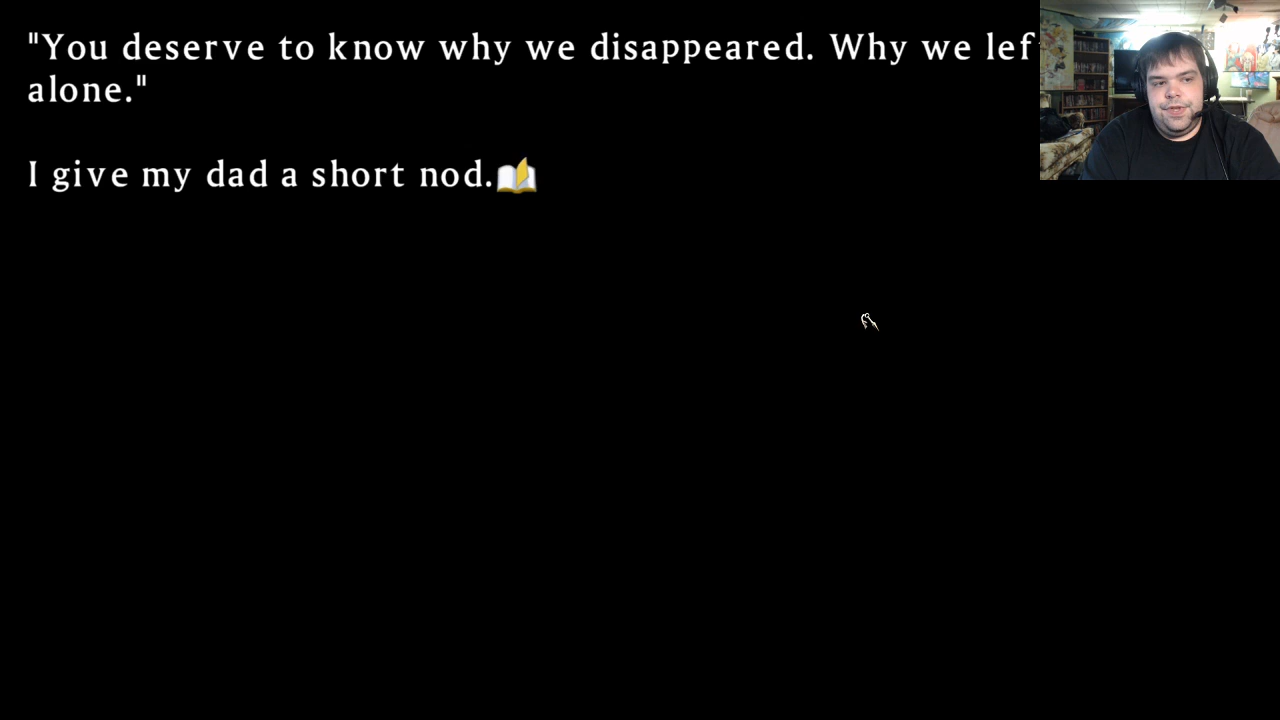 "You deserve to know why we disappeared. Why we lef
alone."
I give my dad a short nod.